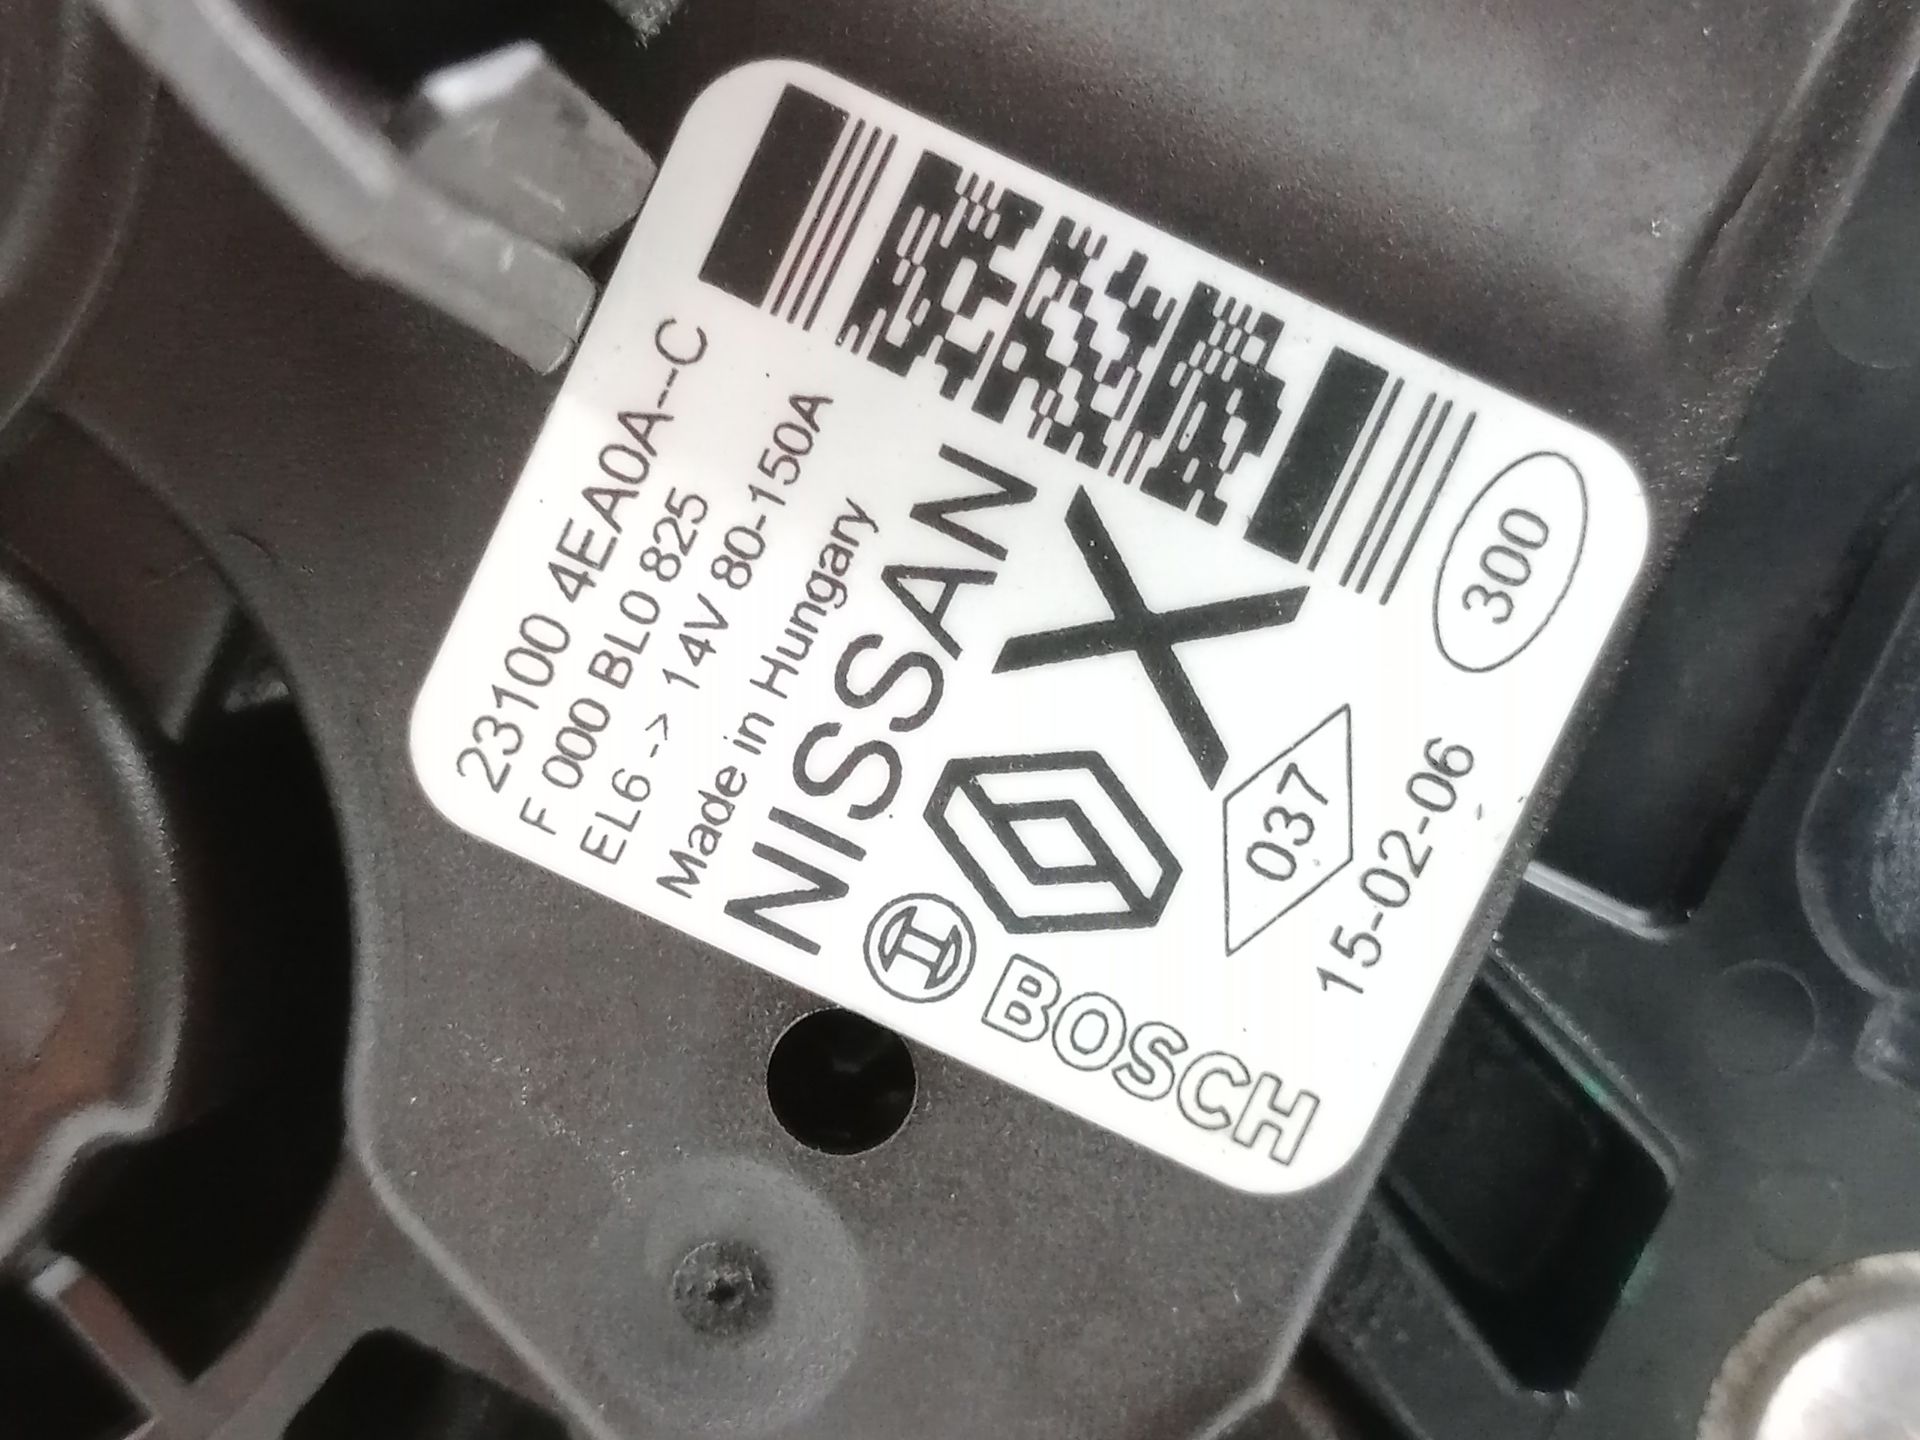 23100 4EA0A--C
F 000 BL0 825
EL6 -> 14V 80-150A
Made in Hungary
NISSAN
X
037
300
15-02-06
BOSCH